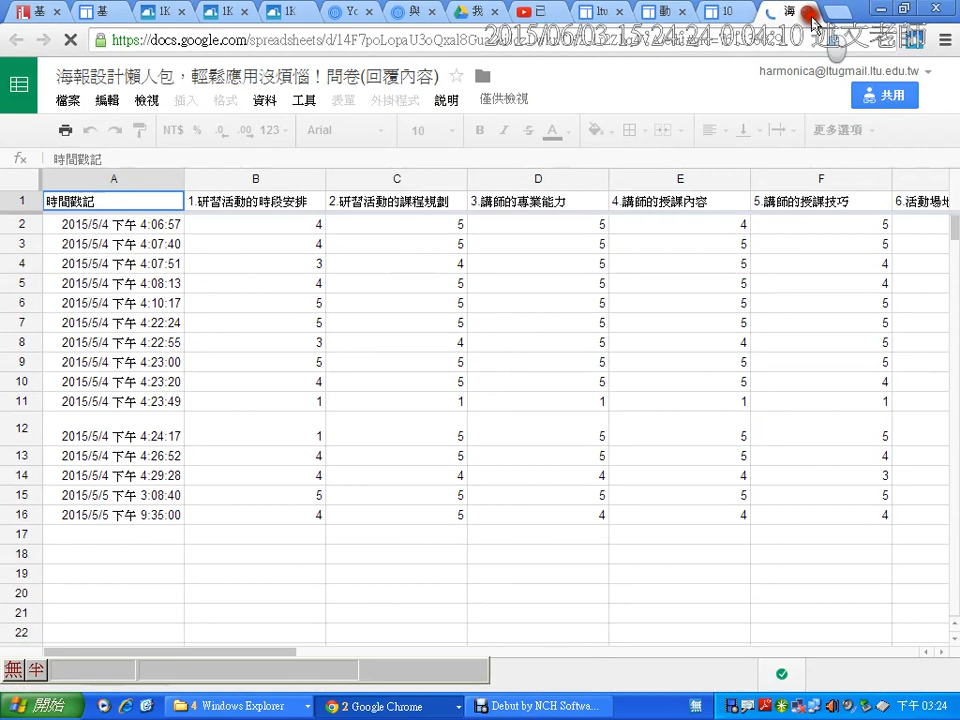 基
基
1K
1K
1K
Yc
與
我
已
ltu
動
10
海
https://docs.google.com/spreadsheets/d/14F7poLopaU3oQxal8Gu
2015/06/03 15:24:24 0:04:10 進文老師
海報設計懶人包，輕鬆應用沒煩惱！問卷(回覆內容)
harmonica@ltugmail.ltu.edu.tw
檔案 編輯 檢視 插入 格式 資料 工具 表單 外掛程式 說明 僅供檢視
共用
NT$ % .0 .00 123 Arial 10 B I S A 更多選項
fx 時間戳記
A B C D E F
1 時間戳記 1.研習活動的時段安排 2.研習活動的課程規劃 3.講師的專業能力 4.講師的授課內容 5.講師的授課技巧 6.活動場地
2 2015/5/4 下午 4:06:57 4 5 5 4 5
3 2015/5/4 下午 4:07:40 4 5 5 5 5
4 2015/5/4 下午 4:07:51 3 4 5 5 4
5 2015/5/4 下午 4:08:13 4 5 5 5 4
6 2015/5/4 下午 4:10:17 5 5 5 5 5
7 2015/5/4 下午 4:22:24 5 5 5 5 5
8 2015/5/4 下午 4:22:55 3 4 5 4 5
9 2015/5/4 下午 4:23:00 5 5 5 5 5
10 2015/5/4 下午 4:23:20 4 5 5 5 4
11 2015/5/4 下午 4:23:49 1 1 1 1 1
12 2015/5/4 下午 4:24:17 1 5 5 5 5
13 2015/5/4 下午 4:26:52 4 5 5 5 4
14 2015/5/4 下午 4:29:28 4 4 4 4 3
15 2015/5/5 下午 3:08:40 5 5 5 5 5
16 2015/5/5 下午 9:35:00 4 5 4 4 4
17
18
19
20
21
22
無 半
開始 4 Windows Explorer 2 Google Chrome Debut by NCH Softwa... 無 下午 03:24